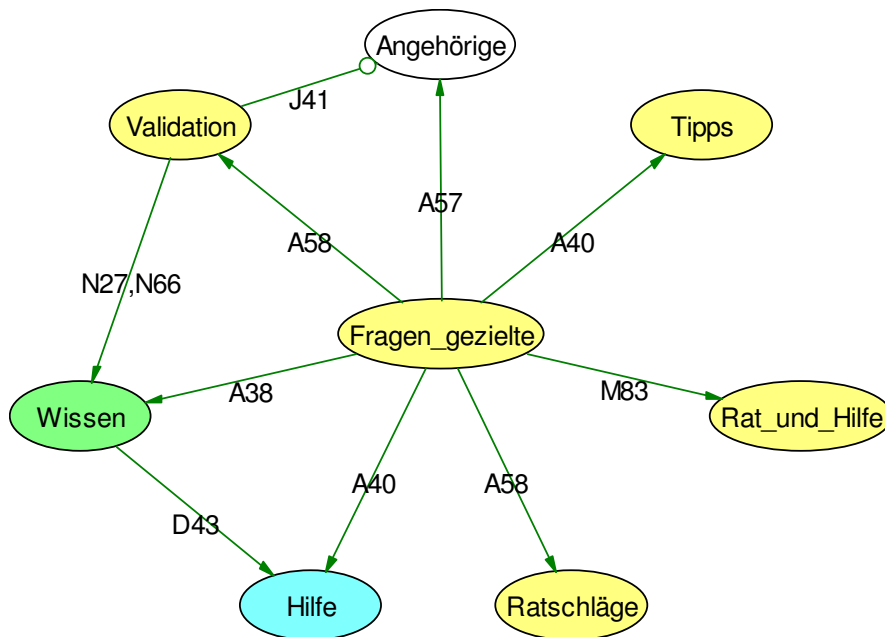 Angehörige
J41
Validation
Tipps
A57
A58
A40
N27,N66
Fragen_gezielte
A38
M83
Wissen
Rat_und_Hilfe
A40
A58
D43
Hilfe
Ratschläge